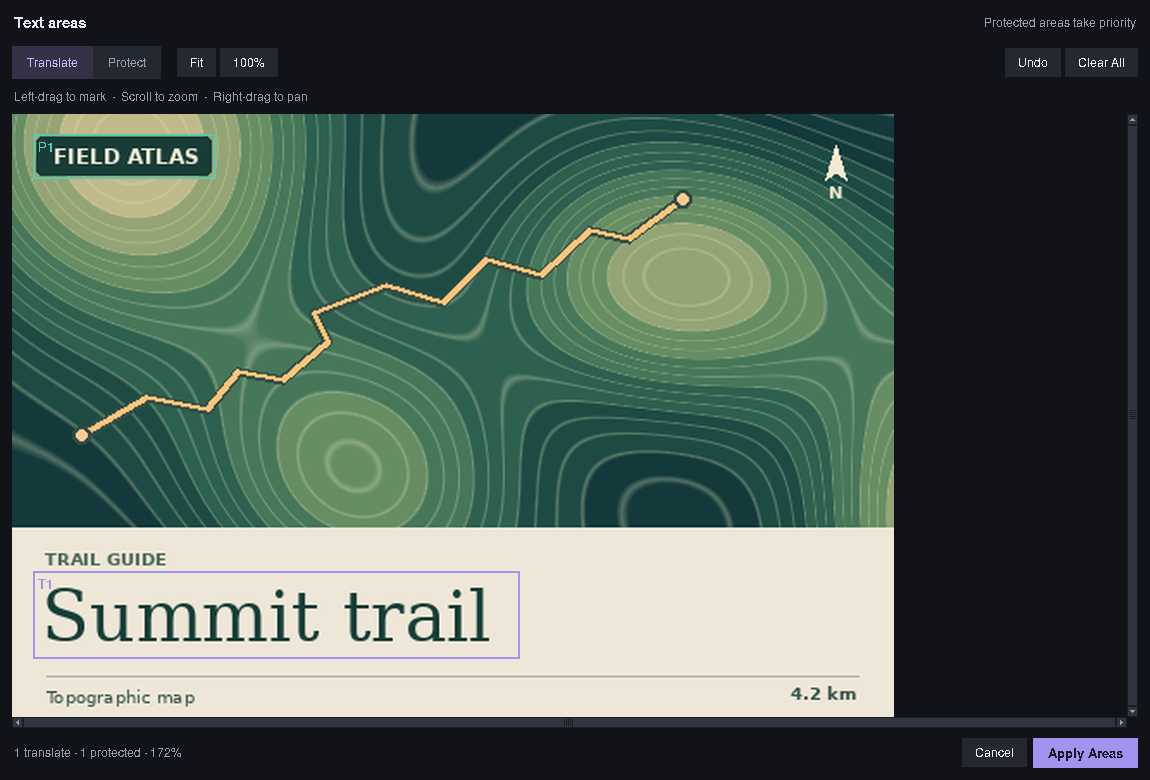 Text areas
Protected areas take priority
Translate
Protect
Fit
100%
Undo
Clear All
Left-drag to mark · Scroll to zoom · Right-drag to pan
P1
FIELD ATLAS
N
TRAIL GUIDE
T1
Summit trail
Topographic map
4.2 km
1 translate · 1 protected · 172%
Cancel
Apply Areas